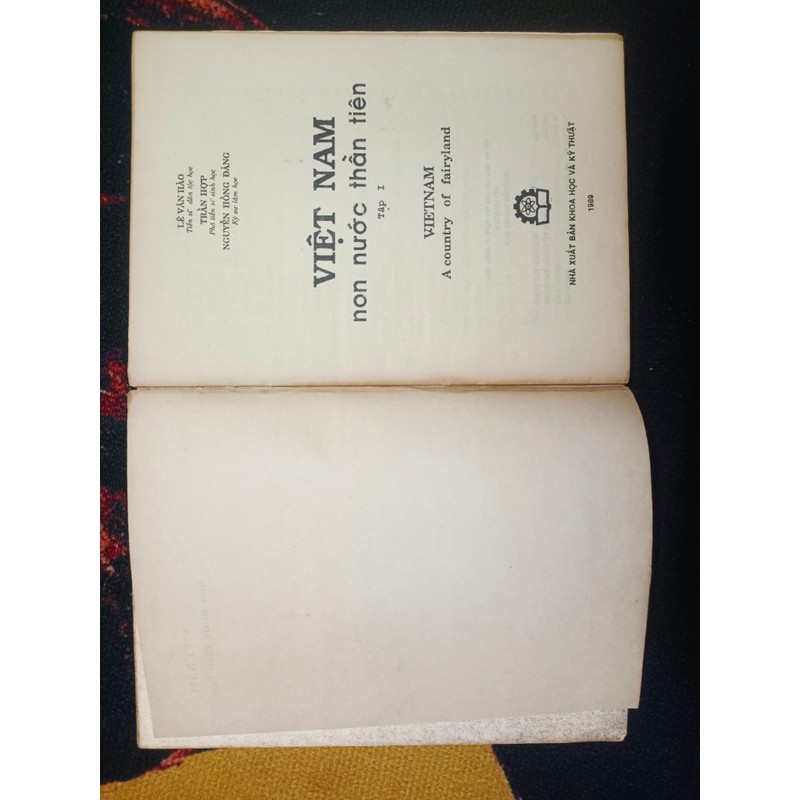 LÊ VĂN HẢO
Tiến sĩ dân tộc học
TRẦN HỢP
Phó tiến sĩ sinh học
NGUYỄN HỒNG ĐẢNG
Kỹ sư lâm học
VIỆT NAM
non nước thần tiên
Tập I
VIETNAM
A country of fairyland
NHÀ XUẤT BẢN KHOA HỌC VÀ KỸ THUẬT
1989